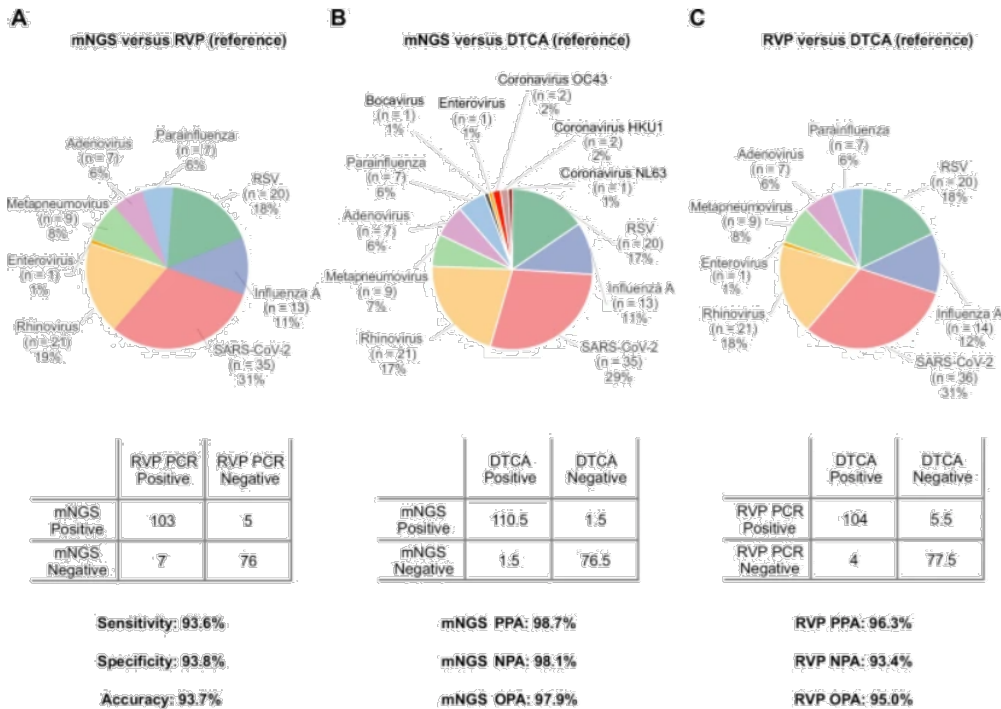 A
mNGS versus RVP (reference)
Parainfluenza
(n = 7)
6%
Adenovirus
(n = 7)
6%
RSV
(n = 20)
18%
Metapneumovirus
(n = 9)
8%
Enterovirus
(n = 1)
1%
Influenza A
(n = 13)
11%
Rhinovirus
(n = 21)
19%
SARS-CoV-2
(n = 35)
31%
RVP PCR
Positive
RVP PCR
Negative
mNGS
Positive
103
5
mNGS
Negative
7
76
Sensitivity: 93.6%
Specificity: 93.8%
Accuracy: 93.7%
B
mNGS versus DTCA (reference)
Coronavirus OC43
(n = 2)
2%
Bocavirus
(n = 1)
1%
Enterovirus
(n = 1)
1%
Coronavirus HKU1
(n = 2)
2%
Parainfluenza
(n = 7)
6%
Coronavirus NL63
(n = 1)
1%
Adenovirus
(n = 7)
6%
RSV
(n = 20)
17%
Metapneumovirus
(n = 9)
7%
Influenza A
(n = 13)
11%
Rhinovirus
(n = 21)
17%
SARS-CoV-2
(n = 35)
29%
DTCA
Positive
DTCA
Negative
mNGS
Positive
110.5
1.5
mNGS
Negative
1.5
76.5
mNGS PPA: 98.7%
mNGS NPA: 98.1%
mNGS OPA: 97.9%
C
RVP versus DTCA (reference)
Parainfluenza
(n = 7)
6%
Adenovirus
(n = 7)
6%
RSV
(n = 20)
18%
Metapneumovirus
(n = 9)
8%
Enterovirus
(n = 1)
1%
Influenza A
(n = 14)
12%
Rhinovirus
(n = 21)
18%
SARS-CoV-2
(n = 36)
31%
DTCA
Positive
DTCA
Negative
RVP PCR
Positive
104
5.5
RVP PCR
Negative
4
77.5
RVP PPA: 96.3%
RVP NPA: 93.4%
RVP OPA: 95.0%